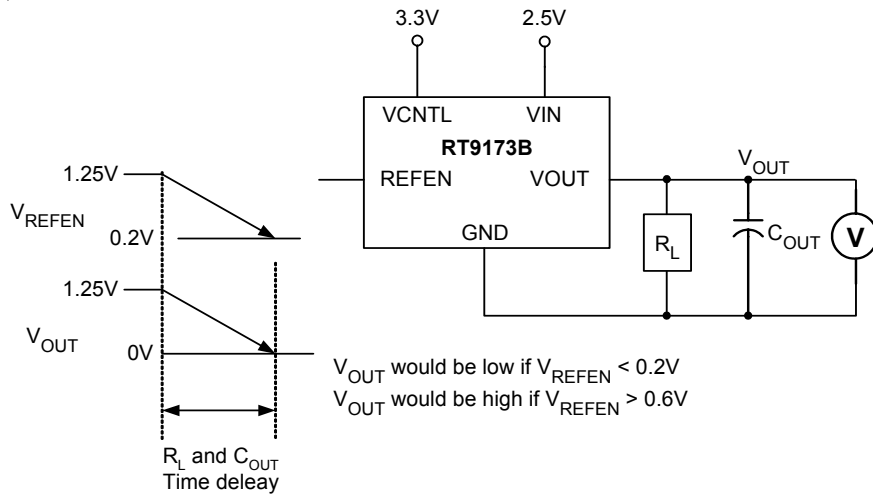 3.3V
2.5V
VCNTL
VIN
RT9173B
REFEN
VOUT
GND
V_OUT
R_L
C_OUT
V
1.25V
V_REFEN
0.2V
1.25V
V_OUT
0V
V_OUT would be low if V_REFEN < 0.2V
V_OUT would be high if V_REFEN > 0.6V
R_L and C_OUT
Time deleay